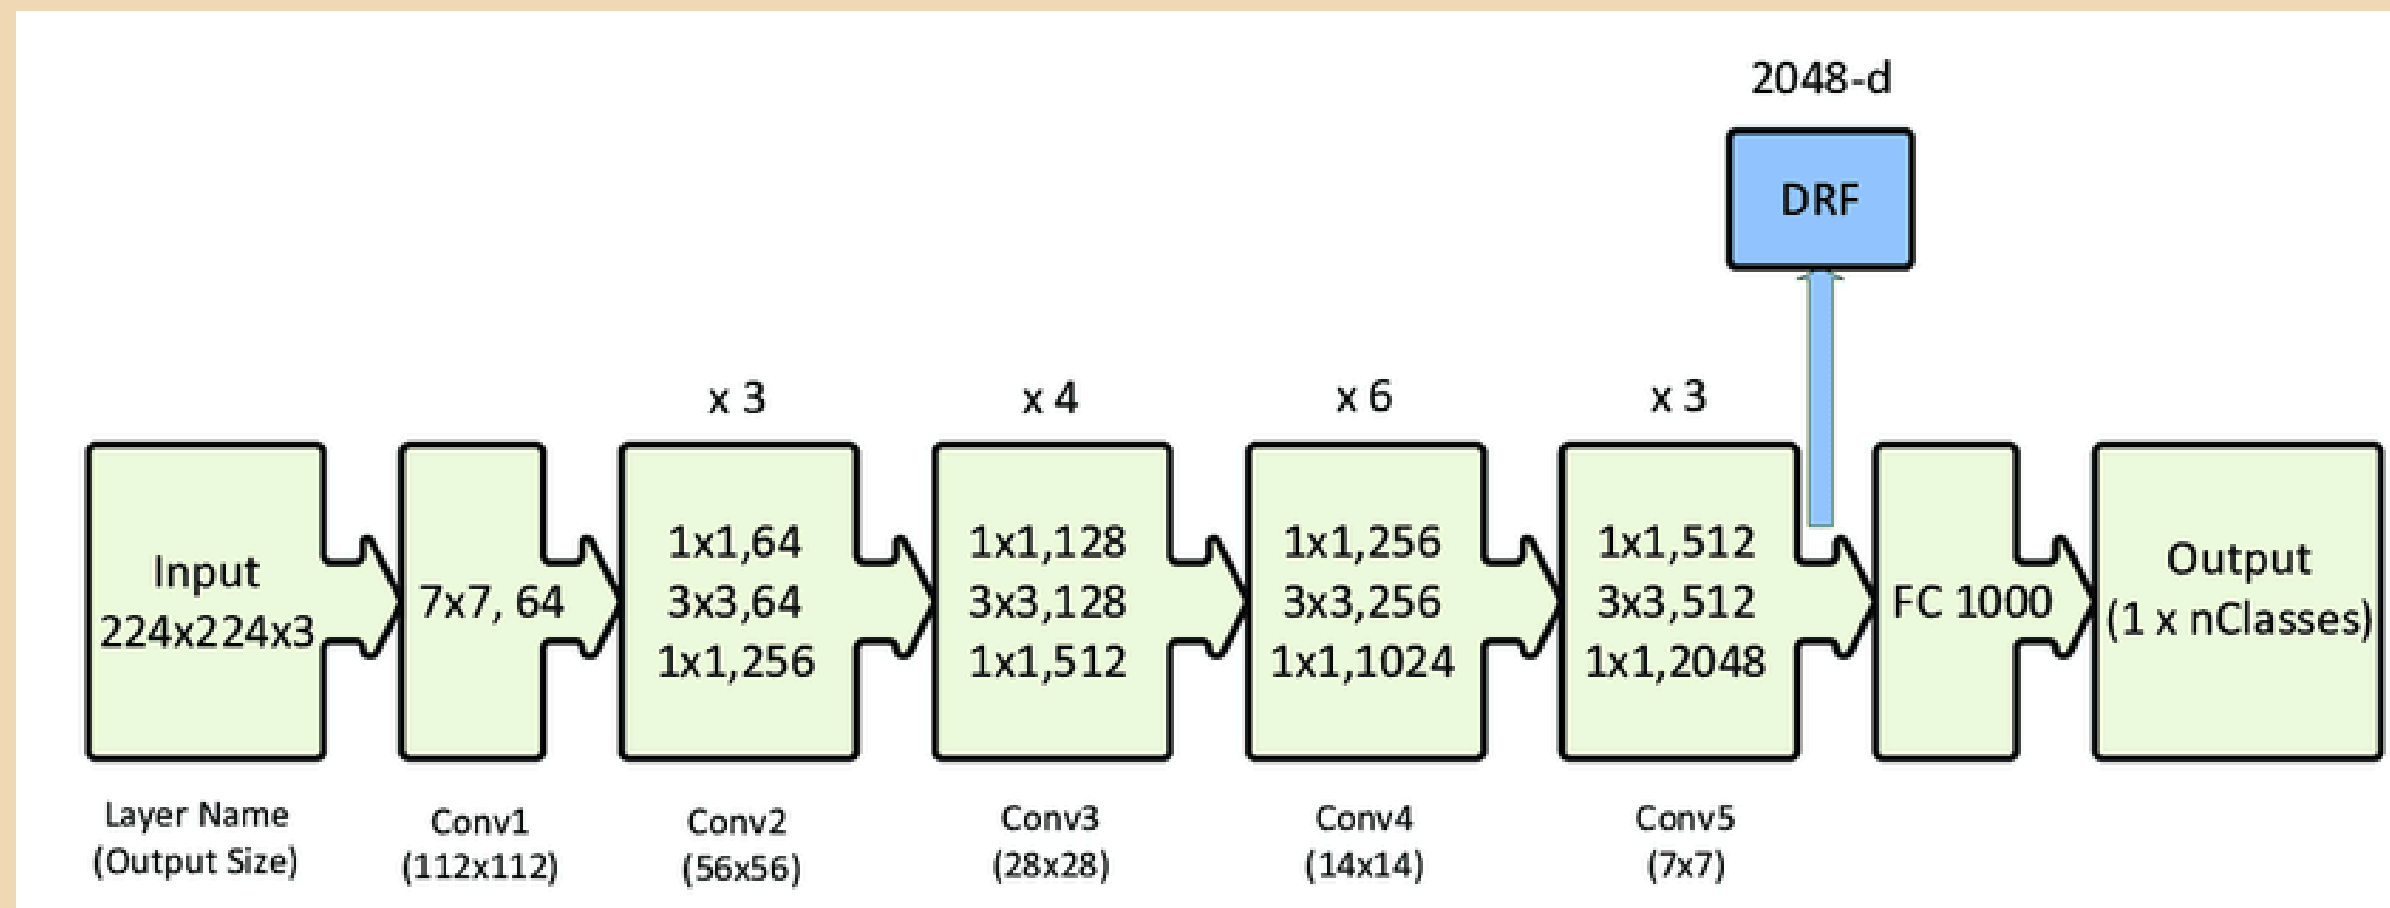 2048-d
DRF
x 3
x 4
x 6
x 3
Input
224x224x3
7x7, 64
1x1,64
3x3,64
1x1,256
1x1,128
3x3,128
1x1,512
1x1,256
3x3,256
1x1,1024
1x1,512
3x3,512
1x1,2048
FC 1000
Output
(1 x nClasses)
Layer Name
(Output Size)
Conv1
(112x112)
Conv2
(56x56)
Conv3
(28x28)
Conv4
(14x14)
Conv5
(7x7)